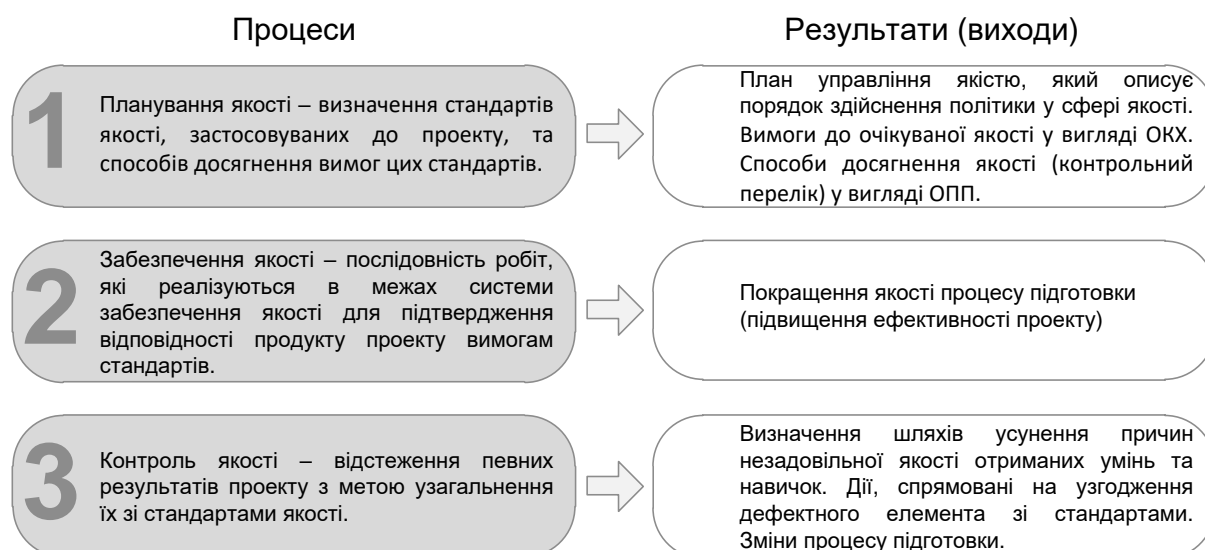 Процеси
Результати (виходи)
1
Планування якості – визначення стандартів
якості, застосовуваних до проекту, та
способів досягнення вимог цих стандартів.
План управління якістю, який описує
порядок здійснення політики у сфері якості.
Вимоги до очікуваної якості у вигляді ОКХ.
Способи досягнення якості (контрольний
перелік) у вигляді ОПП.
2
Забезпечення якості – послідовність робіт,
які реалізуються в межах системи
забезпечення якості для підтвердження
відповідності продукту проекту вимогам
стандартів.
Покращення якості процесу підготовки
(підвищення ефективності проекту)
3
Контроль якості – відстеження певних
результатів проекту з метою узагальнення
їх зі стандартами якості.
Визначення шляхів усунення причин
незадовільної якості отриманих умінь та
навичок. Дії, спрямовані на узгодження
дефектного елемента зі стандартами.
Зміни процесу підготовки.